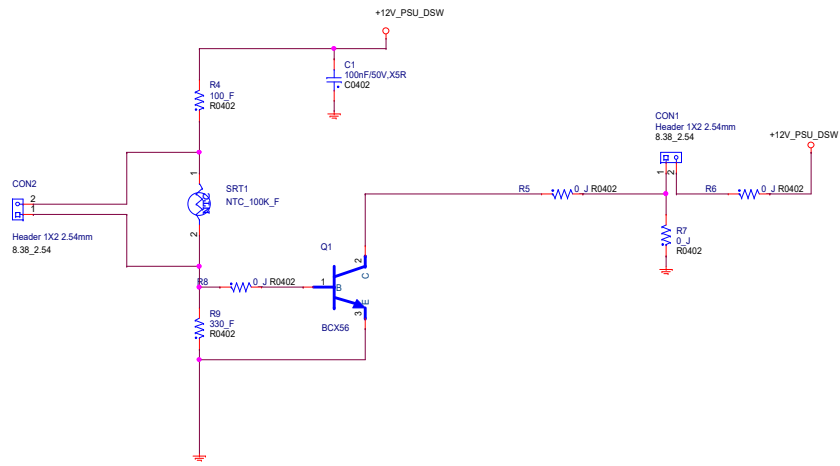 +12V_PSU_DSW
C1
100nF/50V,X5R
C0402
R4
100_F
R0402
CON1
Header 1X2 2.54mm
8.38_2.54
+12V_PSU_DSW
1
2
CON2
2
1
Header 1X2 2.54mm
8.38_2.54
1
SRT1
NTC_100K_F
2
R5
0_J R0402
R6
0_J R0402
R7
0_J
R0402
Q1
2
C
R8
0_J R0402
1
B
E
3
BCX56
R9
330_F
R0402